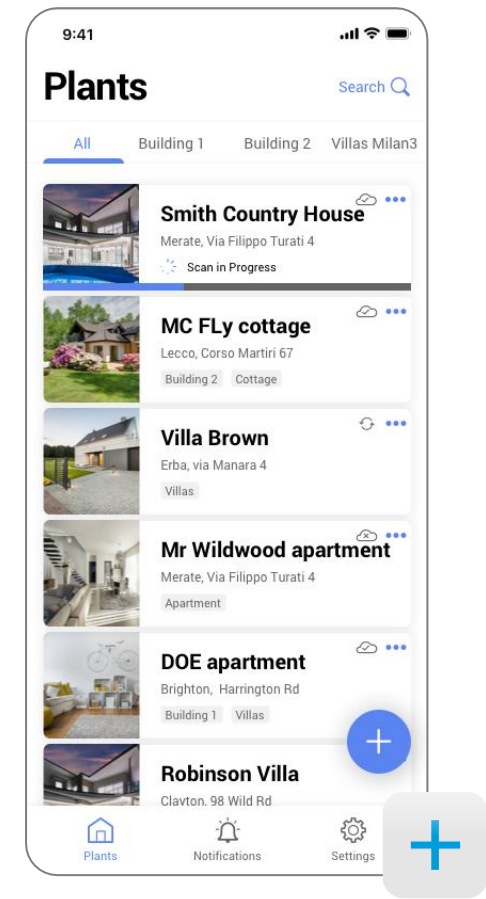 9:41
Plants
Search
All Building 1 Building 2 Villas Milan3
Smith Country House
Merate, Via Filippo Turati 4
Scan in Progress
MC FLy cottage
Lecco, Corso Martiri 67
Building 2 Cottage
Villa Brown
Erba, via Manara 4
Villas
Mr Wildwood apartment
Merate, Via Filippo Turati 4
Apartment
DOE apartment
Brighton, Harrington Rd
Building 1 Villas
Robinson Villa
Clayton, 98 Wild Rd
Plants Notifications Settings